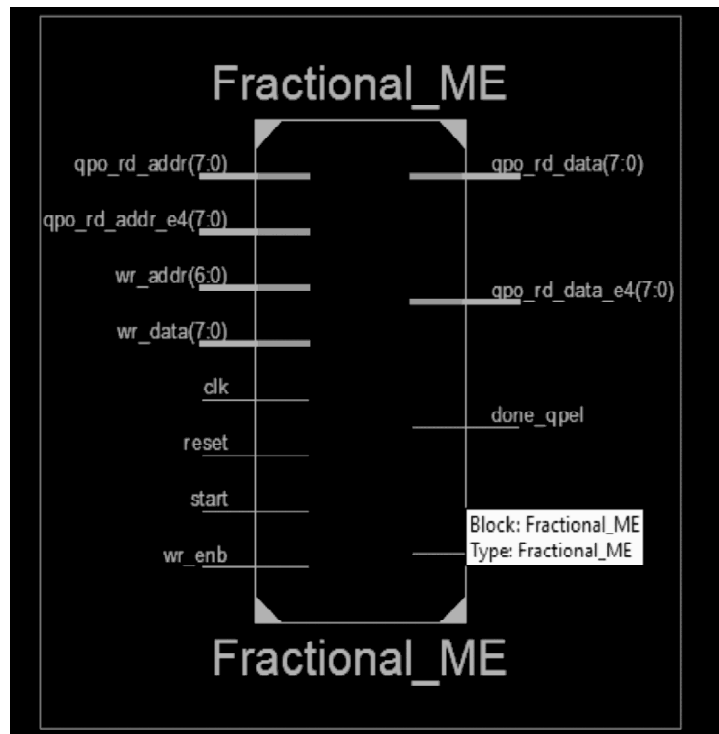 Fractional_ME
qpo_rd_addr(7:0)
qpo_rd_data(7:0)
qpo_rd_addr_e4(7:0)
wr_addr(6:0)
qpo_rd_data_e4(7:0)
wr_data(7:0)
clk
done_qpel
reset
start
Block: Fractional_ME
Type: Fractional_ME
wr_enb
Fractional_ME